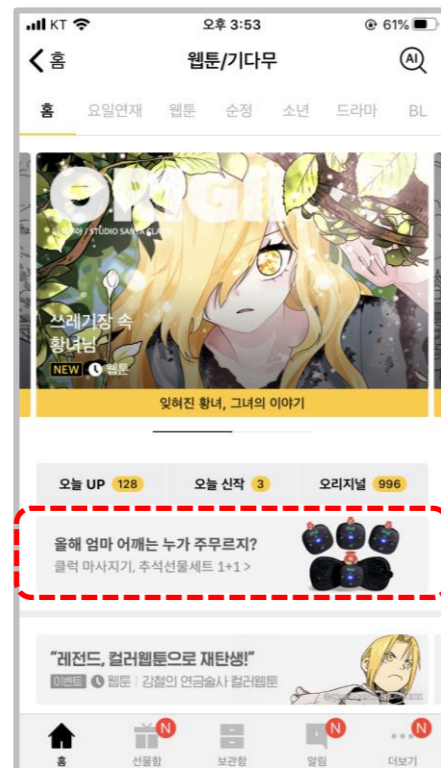 KT 오후 3:53 61%
홈 웹툰/기다무 AI
홈 요일연재 웹툰 순정 소년 드라마 BL
/ STUDIO SANTA CLA
쓰레기장 속
황녀님
NEW 웹툰
잊혀진 황녀, 그녀의 이야기
오늘 UP 128 오늘 신작 3 오리지널 996
올해 엄마 어깨는 누가 주무르지?
클럭 마사지기, 추석선물세트 1+1 >
"레전드, 컬러웹툰으로 재탄생!"
이벤트 웹툰 | 강철의 연금술사 컬러웹툰
N N N
홈 선물함 보관함 알림 더보기